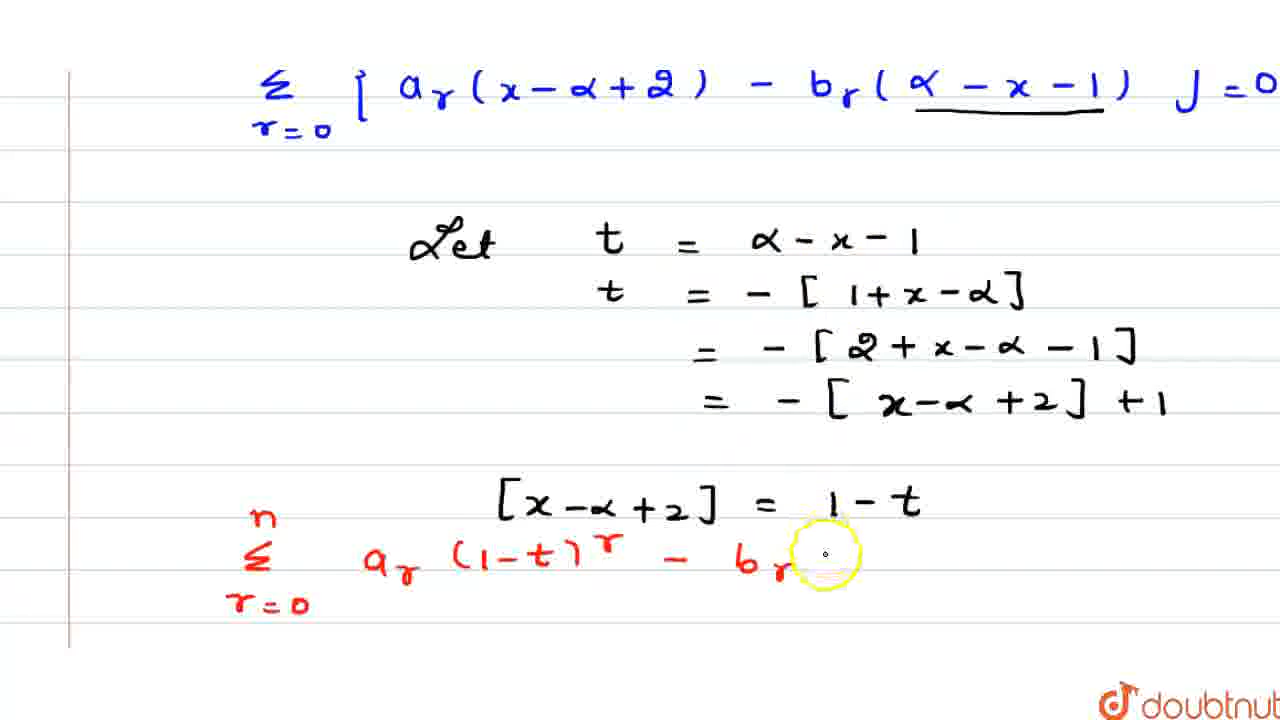 Σ [ a_r (x - α + 2) - b_r (α - x - 1) ] = 0
r = 0
Let t = α - x - 1
t = - [ 1 + x - α ]
= - [ 2 + x - α - 1 ]
= - [ x - α + 2 ] + 1
[x - α + 2] = 1 - t
n
Σ a_r (1 - t)^r - b_r
r = 0
doubtnut